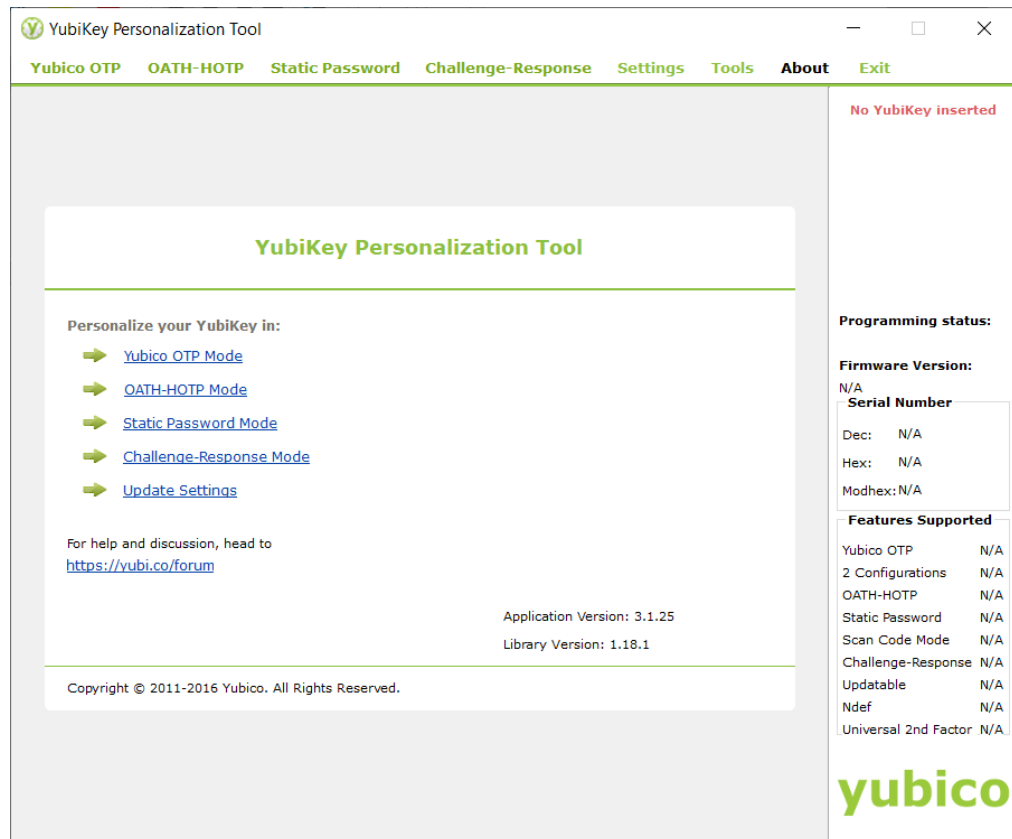 YubiKey Personalization Tool
Yubico OTP OATH-HOTP Static Password Challenge-Response Settings Tools About Exit
No YubiKey inserted
YubiKey Personalization Tool
Personalize your YubiKey in:
Yubico OTP Mode
OATH-HOTP Mode
Static Password Mode
Challenge-Response Mode
Update Settings
For help and discussion, head to
https://yubi.co/forum
Application Version: 3.1.25
Library Version: 1.18.1
Copyright © 2011-2016 Yubico. All Rights Reserved.
Programming status:
Firmware Version:
N/A
Serial Number
Dec: N/A
Hex: N/A
Modhex: N/A
Features Supported
Yubico OTP N/A
2 Configurations N/A
OATH-HOTP N/A
Static Password N/A
Scan Code Mode N/A
Challenge-Response N/A
Updatable N/A
Ndef N/A
Universal 2nd Factor N/A
yubico